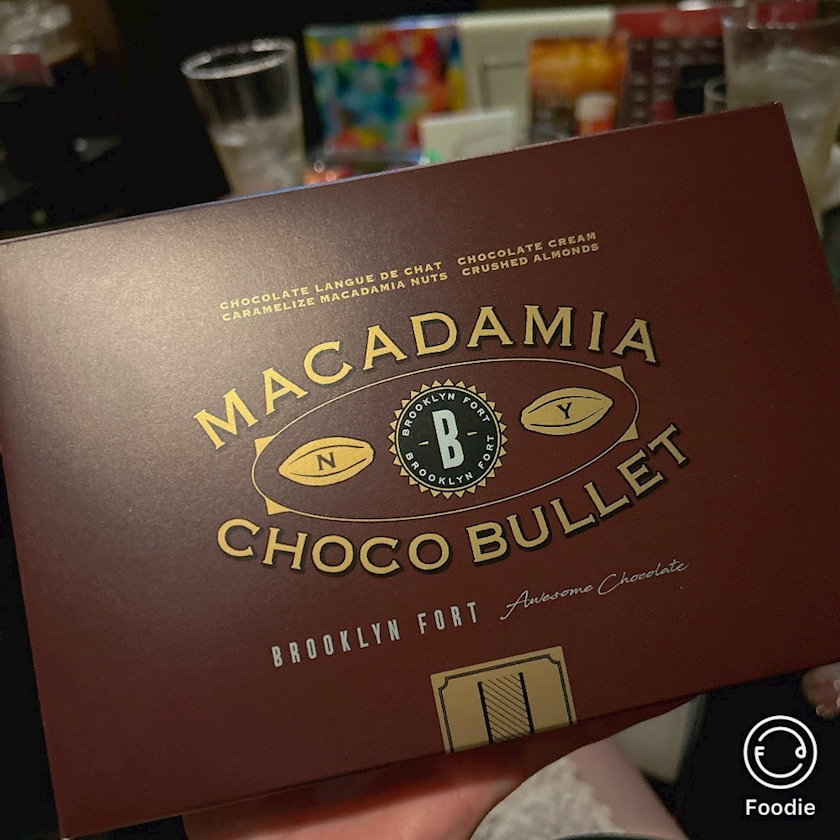 CHOCOLATE LANGUE DE CHAT CHOCOLATE CREAM
CARAMELIZE MACADAMIA NUTS CRUSHED ALMONDS
MACADAMIA
BROOKLYN FORT
N B Y
BROOKLYN FORT
CHOCO BULLET
BROOKLYN FORT Awesome Chocolate
F d
Foodie